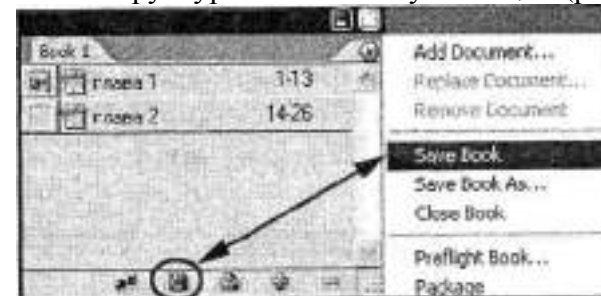 Book 1
глава 1 1-13
глава 2 14-26
Add Document...
Replace Document...
Remove Document
Save Book
Save Book As...
Close Book
Preflight Book...
Package